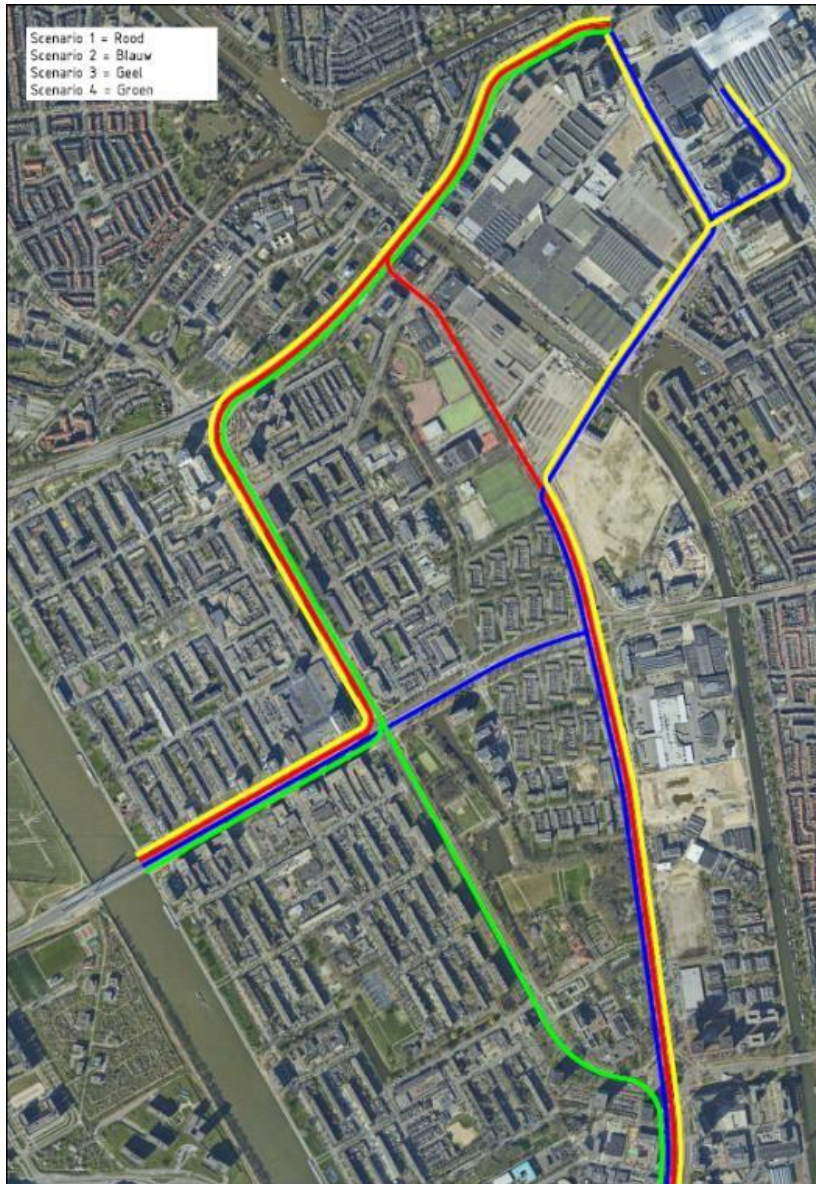 Scenario 1 = Rood
Scenario 2 = Blauw
Scenario 3 = Geel
Scenario 4 = Groen